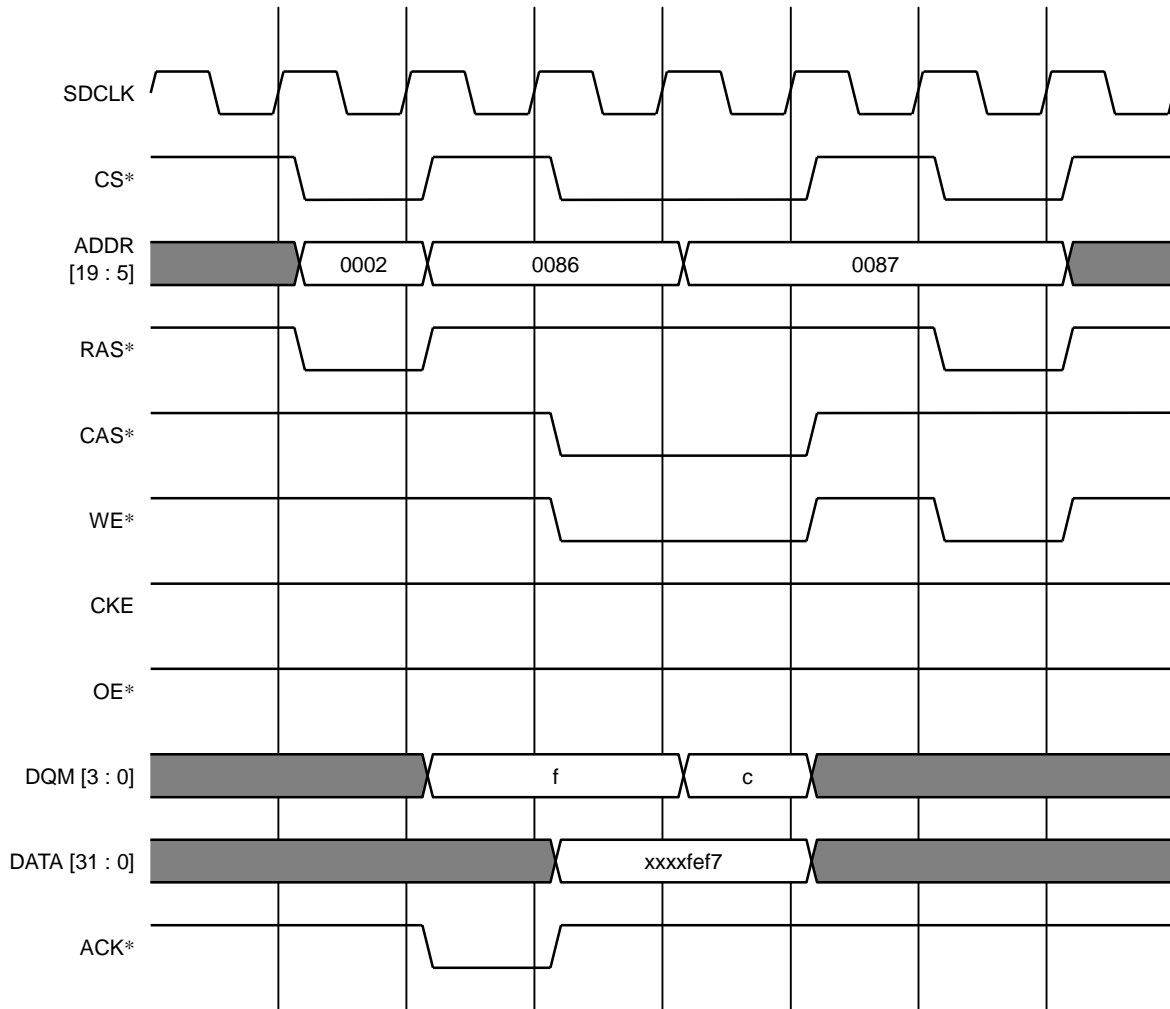 SDCLK
CS*
ADDR
[19 : 5]
0002
0086
0087
RAS*
CAS*
WE*
CKE
OE*
DQM [3 : 0]
f
c
DATA [31 : 0]
xxxxfef7
ACK*